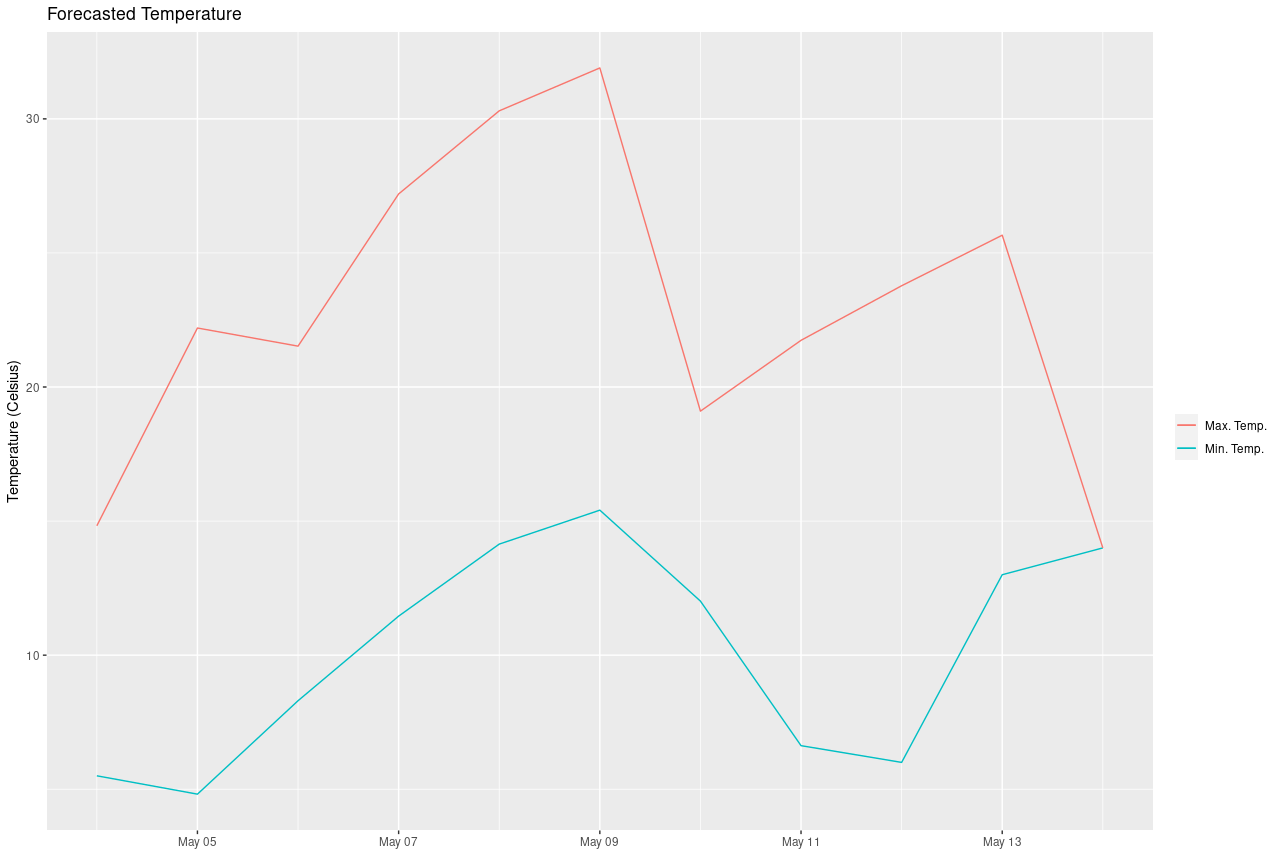 Forecasted Temperature
Temperature (Celsius)
30
20
10
May 05
May 07
May 09
May 11
May 13
Max. Temp.
Min. Temp.